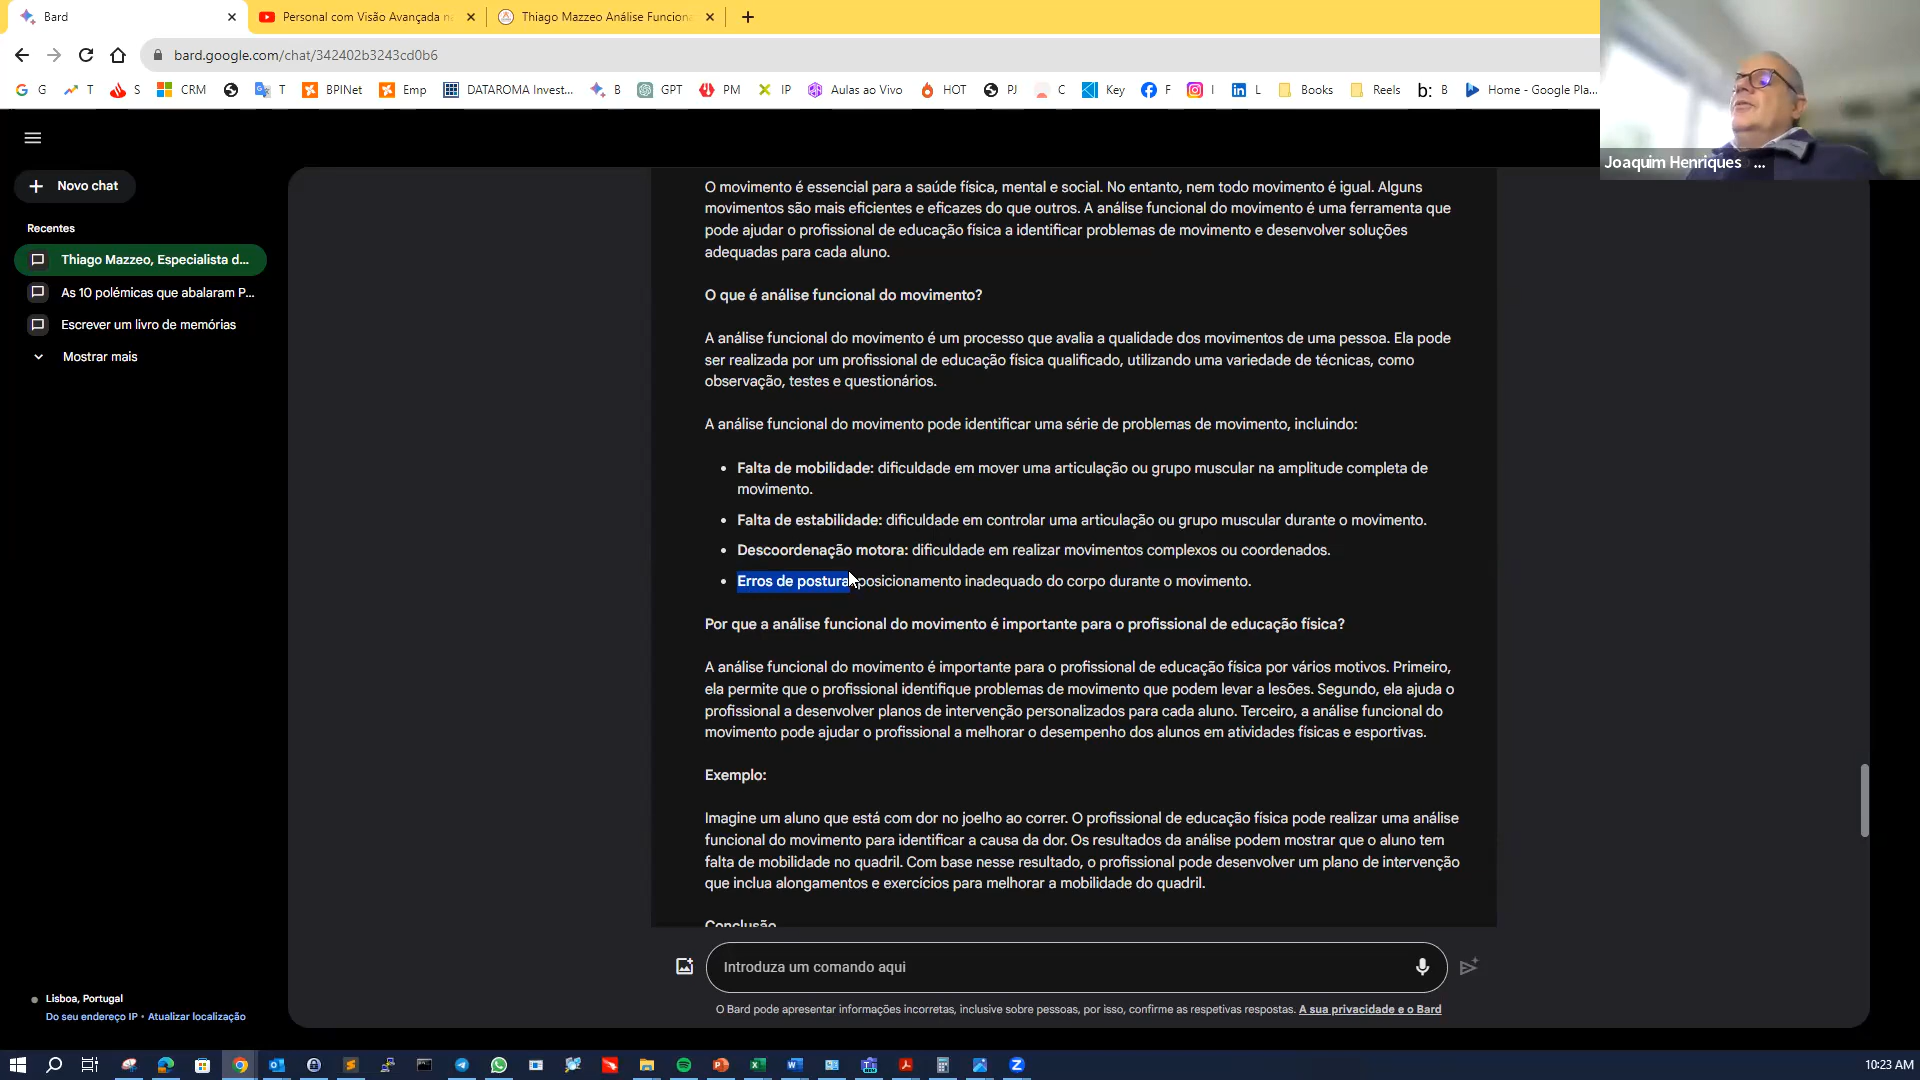 Bard
Personal com Visão Avançada n
Thiago Mazzeo Análise Funciona
bard.google.com/chat/342402b3243cd0b6
G T S CRM T BPINet Emp DATAROMA Invest... B GPT PM IP Aulas ao Vivo HOT PJ C Key F I L Books Reels B Home - Google Pla...
Joaquim Henriques ...
Novo chat
Recentes
Thiago Mazzeo, Especialista d...
As 10 polémicas que abalaram P...
Escrever um livro de memórias
Mostrar mais
O movimento é essencial para a saúde física, mental e social. No entanto, nem todo movimento é igual. Alguns
movimentos são mais eficientes e eficazes do que outros. A análise funcional do movimento é uma ferramenta que
pode ajudar o profissional de educação física a identificar problemas de movimento e desenvolver soluções
adequadas para cada aluno.
O que é análise funcional do movimento?
A análise funcional do movimento é um processo que avalia a qualidade dos movimentos de uma pessoa. Ela pode
ser realizada por um profissional de educação física qualificado, utilizando uma variedade de técnicas, como
observação, testes e questionários.
A análise funcional do movimento pode identificar uma série de problemas de movimento, incluindo:
• Falta de mobilidade: dificuldade em mover uma articulação ou grupo muscular na amplitude completa de
movimento.
• Falta de estabilidade: dificuldade em controlar uma articulação ou grupo muscular durante o movimento.
• Descoordenação motora: dificuldade em realizar movimentos complexos ou coordenados.
• Erros de postura posicionamento inadequado do corpo durante o movimento.
Por que a análise funcional do movimento é importante para o profissional de educação física?
A análise funcional do movimento é importante para o profissional de educação física por vários motivos. Primeiro,
ela permite que o profissional identifique problemas de movimento que podem levar a lesões. Segundo, ela ajuda o
profissional a desenvolver planos de intervenção personalizados para cada aluno. Terceiro, a análise funcional do
movimento pode ajudar o profissional a melhorar o desempenho dos alunos em atividades físicas e esportivas.
Exemplo:
Imagine um aluno que está com dor no joelho ao correr. O profissional de educação física pode realizar uma análise
funcional do movimento para identificar a causa da dor. Os resultados da análise podem mostrar que o aluno tem
falta de mobilidade no quadril. Com base nesse resultado, o profissional pode desenvolver um plano de intervenção
que inclua alongamentos e exercícios para melhorar a mobilidade do quadril.
Conclusão
Introduza um comando aqui
O Bard pode apresentar informações incorretas, inclusive sobre pessoas, por isso, confirme as respetivas respostas. A sua privacidade e o Bard
Lisboa, Portugal
Do seu endereço IP • Atualizar localização
10:23 AM